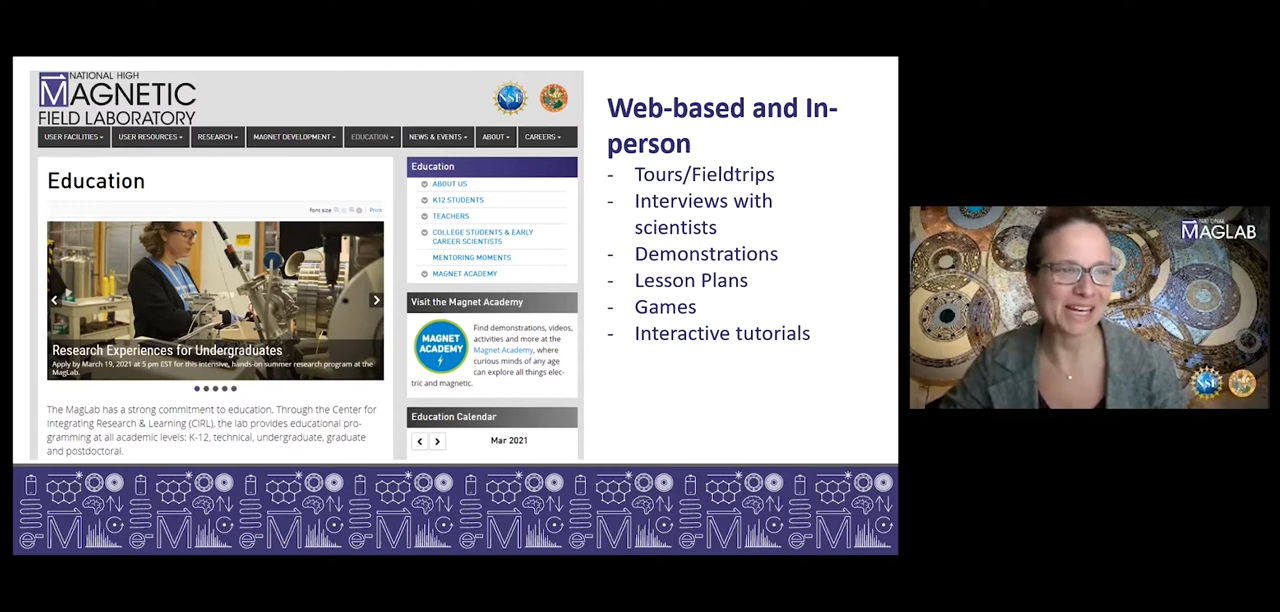 NATIONAL HIGH
MAGNETIC
FIELD LABORATORY
NSF
USER FACILITIES
USER RESOURCES
RESEARCH
MAGNET DEVELOPMENT
EDUCATION
NEWS & EVENTS
ABOUT
CAREERS
Education
Font size
Print
Research Experiences for Undergraduates
Apply by March 19, 2021 at 5 pm EST for this intensive, hands-on summer research program at the
MagLab.
The MagLab has a strong commitment to education. Through the Center for
Integrating Research & Learning (CIRL), the lab provides educational pro-
gramming at all academic levels: K-12, technical, undergraduate, graduate
and postdoctoral.
Education
ABOUT US
K12 STUDENTS
TEACHERS
COLLEGE STUDENTS & EARLY
CAREER SCIENTISTS
MENTORING MOMENTS
MAGNET ACADEMY
Visit the Magnet Academy
MAGNET
ACADEMY
Find demonstrations, videos,
activities and more at the
Magnet Academy, where
curious minds of any age
can explore all things elec-
tric and magnetic.
Education Calendar
Mar 2021
Web-based and In-
person
- Tours/Fieldtrips
- Interviews with
scientists
- Demonstrations
- Lesson Plans
- Games
- Interactive tutorials
NATIONAL
MAGLAB
NSF